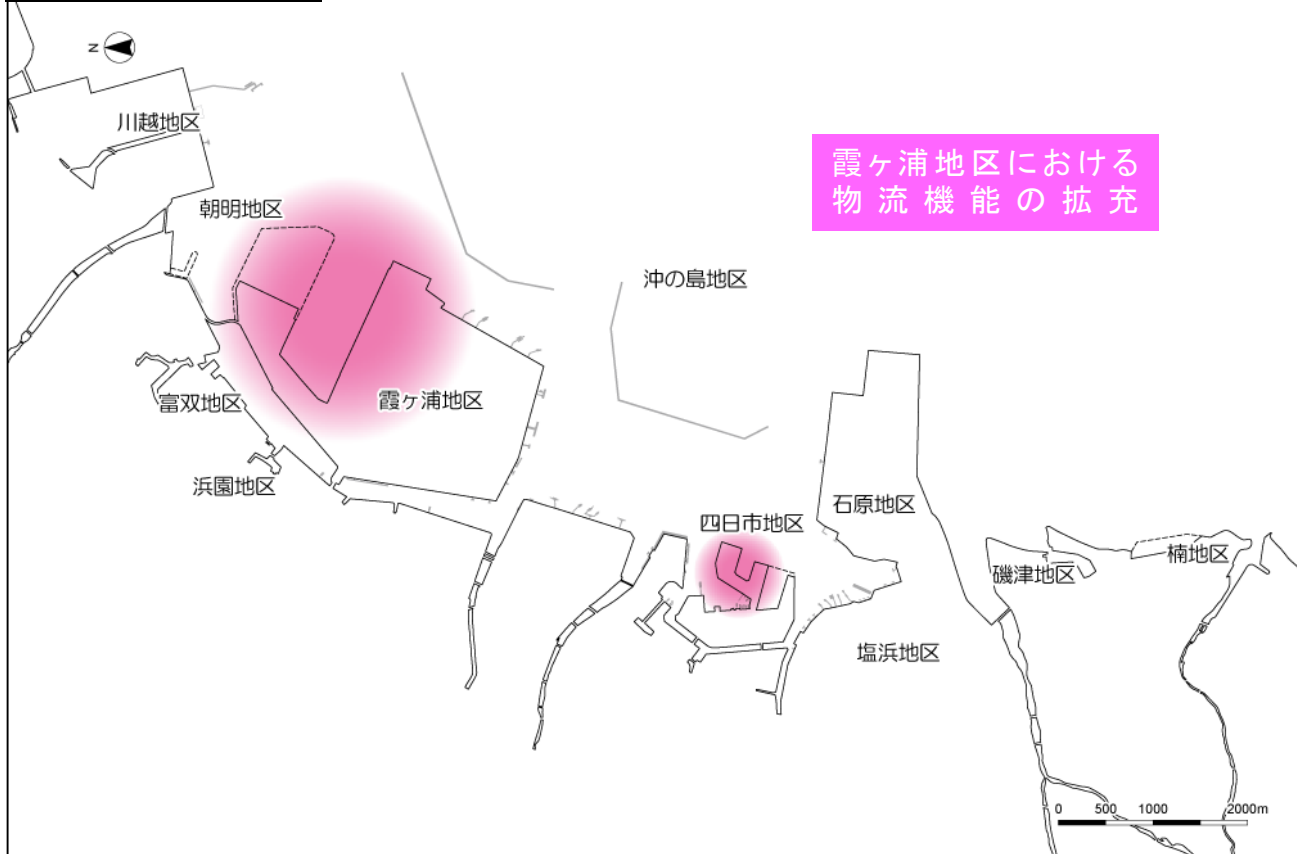 N
川越地区
霞ヶ浦地区における
物流機能の拡充
朝明地区
沖の島地区
富双地区
霞ヶ浦地区
浜園地区
石原地区
四日市地区
楠地区
磯津地区
塩浜地区
0 500 1000 2000m